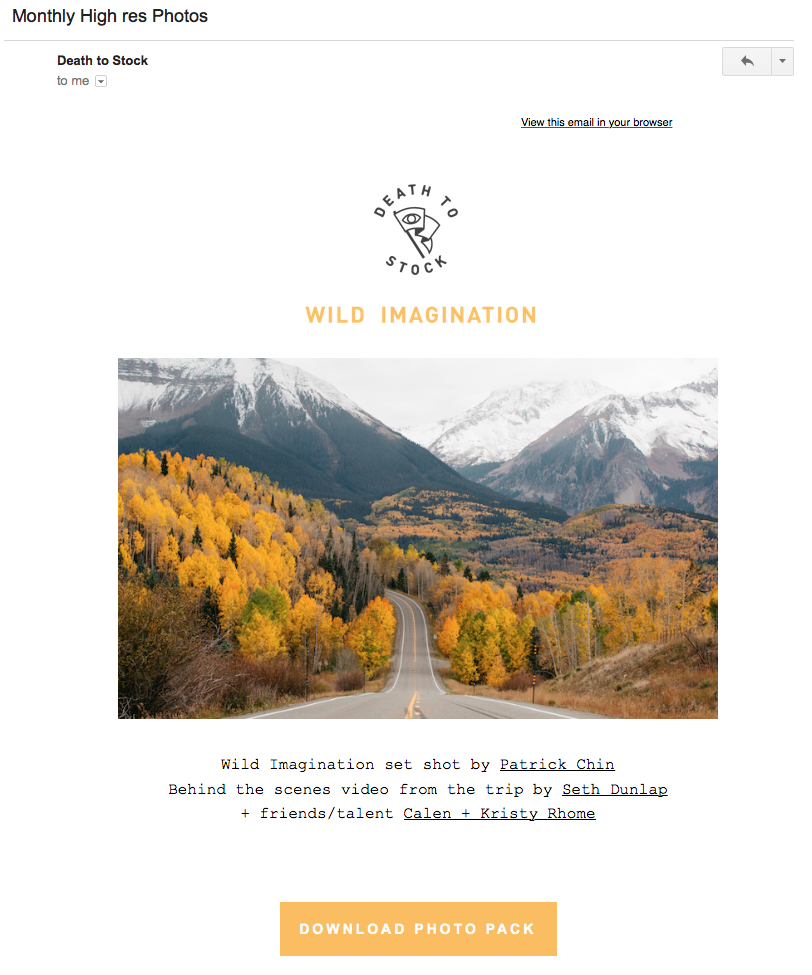 Monthly High res Photos
Death to Stock
to me
View this email in your browser
DEATH TO
STOCK
WILD IMAGINATION
Wild Imagination set shot by Patrick Chin
Behind the scenes video from the trip by Seth Dunlap
+ friends/talent Calen + Kristy Rhome
DOWNLOAD PHOTO PACK